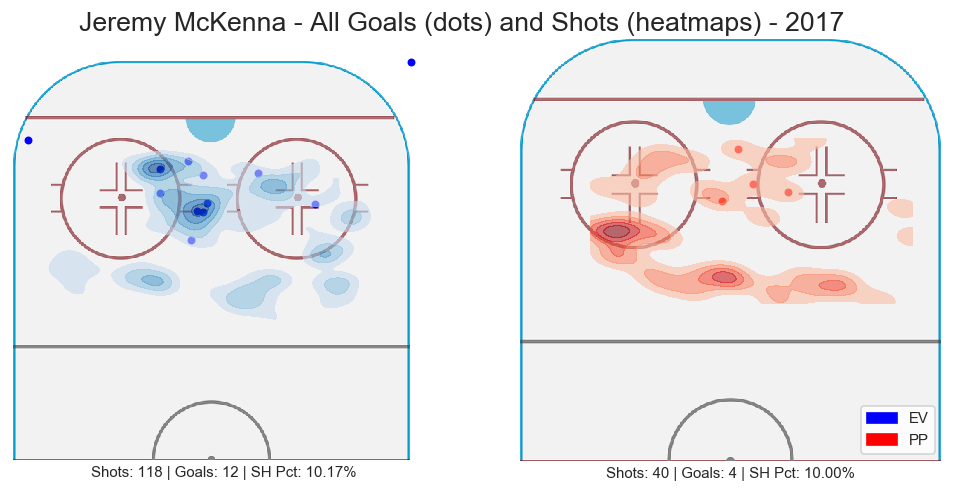 Jeremy McKenna - All Goals (dots) and Shots (heatmaps) - 2017
EV
PP
Shots: 118 | Goals: 12 | SH Pct: 10.17%
Shots: 40 | Goals: 4 | SH Pct: 10.00%